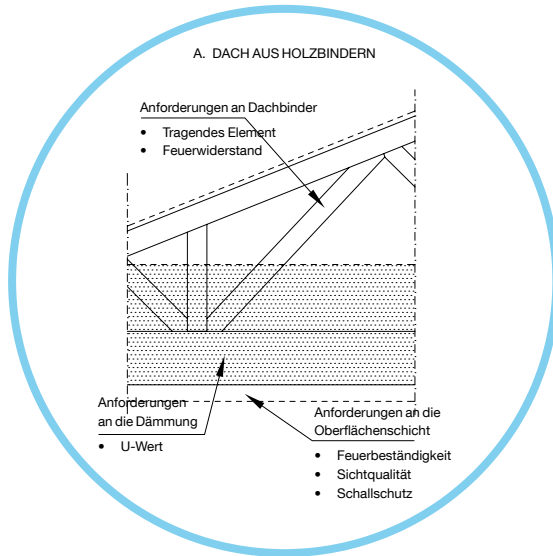 A. DACH AUS HOLZBINDERN
Anforderungen an Dachbinder
• Tragendes Element
• Feuerwiderstand
Anforderungen
an die Dämmung
• U-Wert
Anforderungen an die
Oberflächenschicht
• Feuerbeständigkeit
• Sichtqualität
• Schallschutz